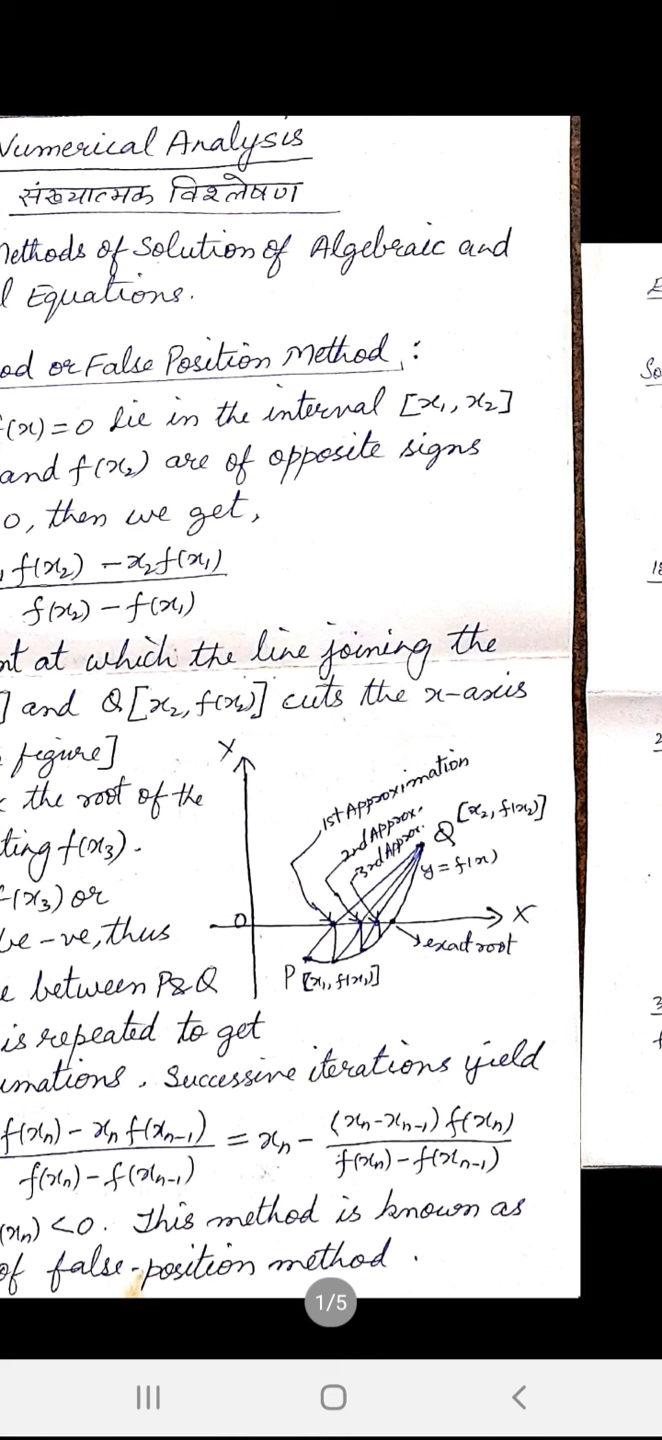 Numerical Analysis
संख्यात्मक विश्लेषण
Methods of Solution of Algebraic and
l Equations.
od or False Position Method :
f(x) = 0 lie in the internal [x₁, x₂]
and f(x₂) are of opposite signs
0, then we get,
f(x₂) - x₂f(x₁)
f(x₂) - f(x₁)
nt at which the line joining the
] and Q[x₂, f(x₂)] cuts the x-axis
figure]
the root of the
ting f(x₃).
f(x₃) or
be -ve, thus
e between P&Q
is repeated to get
imations. Successine iterations yield
f(xₙ) - xₙ f(xₙ₋₁) / f(xₙ) - f(xₙ₋₁) = xₙ - (xₙ-xₙ₋₁) f(xₙ) / f(xₙ) - f(xₙ₋₁)
(xₙ) <0. This method is known as
of false-position method.
Y
1st Approximation
2nd Approx.
3rd Approx.
Q [x₂, f(x₂)]
y = f(x)
O
X
exact root
P [x₁, f(x₁)]
So
1/5